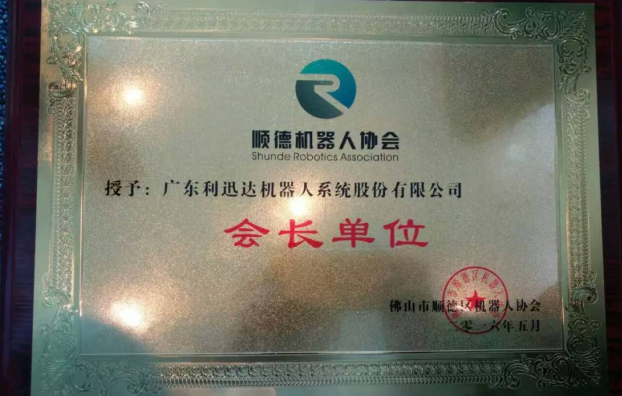 顺德机器人协会
Shunde Robotics Association
授予：广东利迅达机器人系统股份有限公司
会长单位
佛山市顺德区机器人协会
二零一六年五月